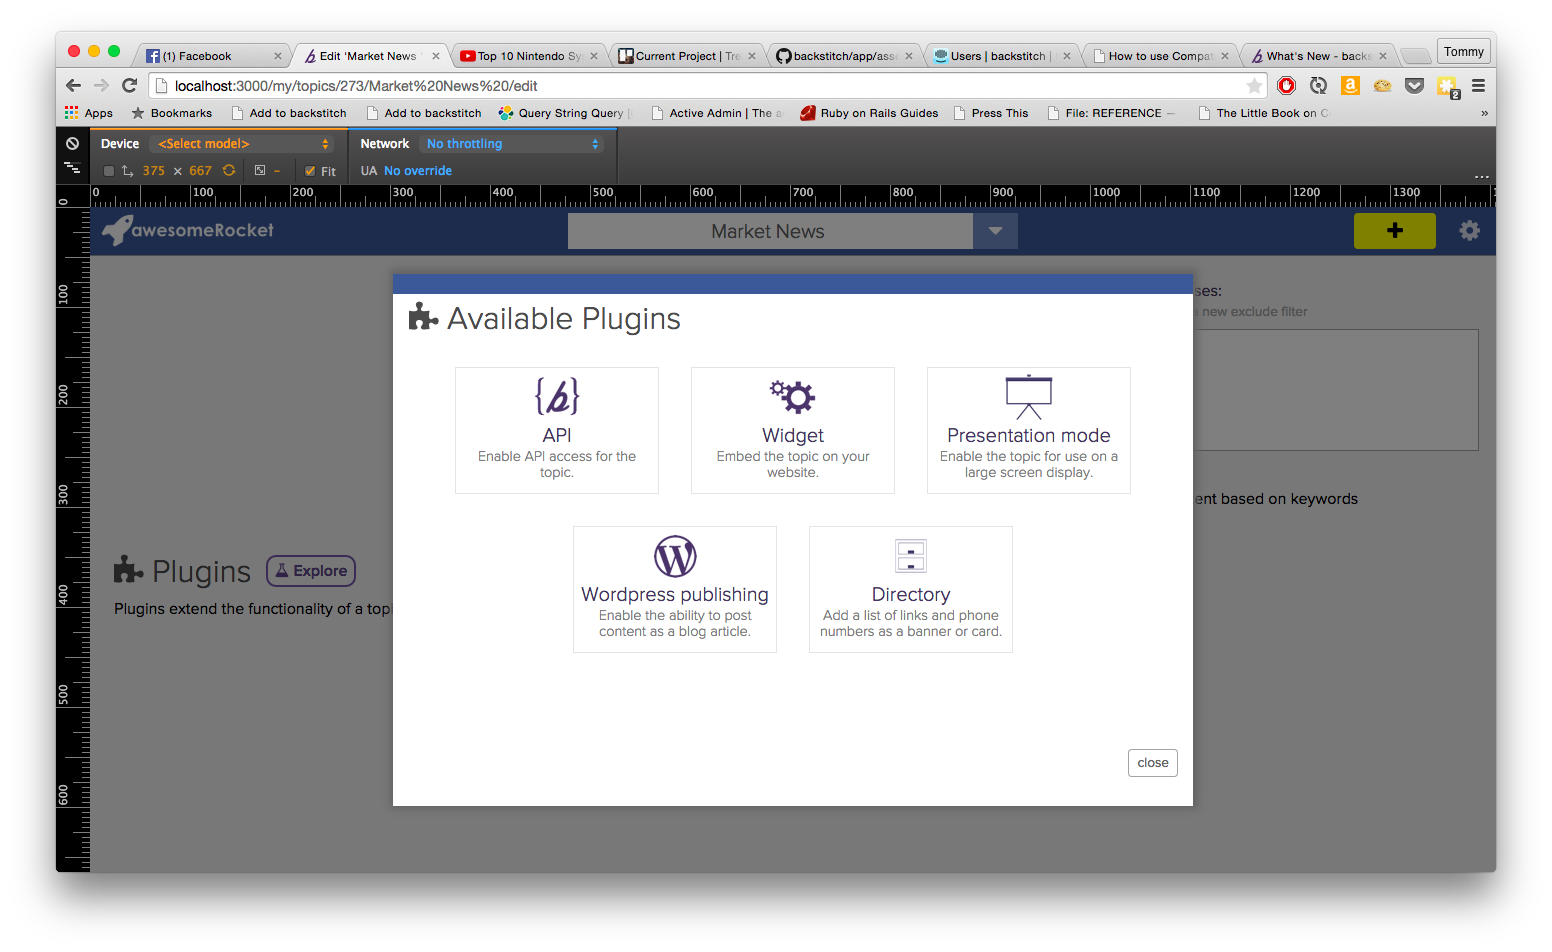 Tommy
(1) Facebook
Edit 'Market News
Top 10 Nintendo Sy
Current Project | Tre
backstitch/app/asse
Users | backstitch |
How to use Compat
What's New - backs
localhost:3000/my/topics/273/Market%20News%20/edit
2
Apps
Bookmarks
Add to backstitch
Add to backstitch
Query String Query
Active Admin | The a
Ruby on Rails Guides
Press This
File: REFERENCE —
The Little Book on C
»
Device
<Select model>
Network
No throttling
375 × 667
Fit
UA No override
...
0 100 200 300 400 500 600 700 800 900 1000 1100 1200 1300
0
100
200
300
400
500
600
awesomeRocket
Market News
+
ses:
new exclude filter
Available Plugins
API
Enable API access for the
topic.
Widget
Embed the topic on your
website.
Presentation mode
Enable the topic for use on a
large screen display.
ent based on keywords
Wordpress publishing
Enable the ability to post
content as a blog article.
Directory
Add a list of links and phone
numbers as a banner or card.
Plugins
Explore
Plugins extend the functionality of a topi
close